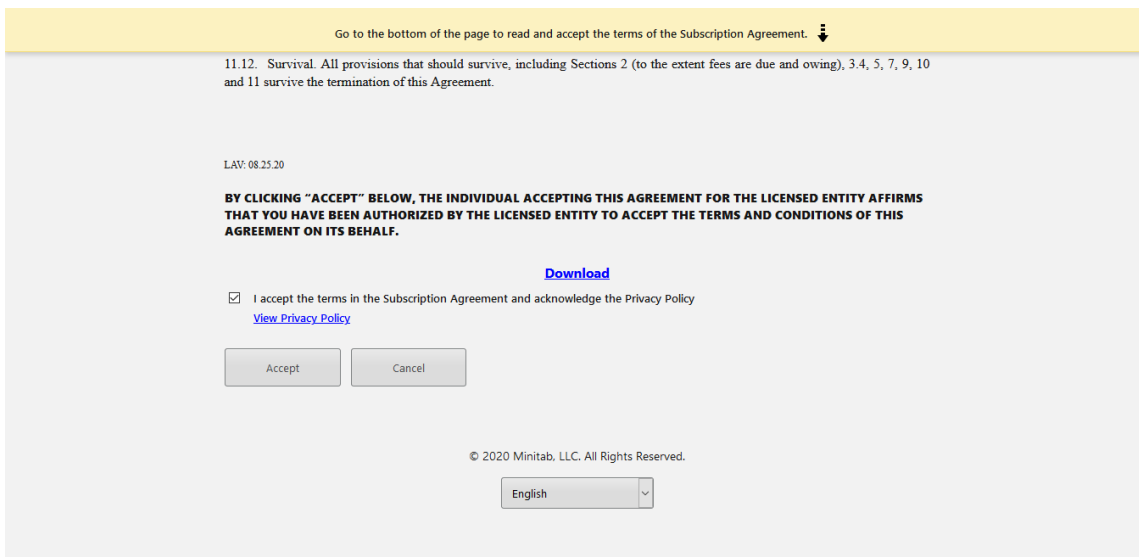 Go to the bottom of the page to read and accept the terms of the Subscription Agreement.
11.12. Survival. All provisions that should survive, including Sections 2 (to the extent fees are due and owing), 3.4, 5, 7, 9, 10
and 11 survive the termination of this Agreement.
LAV: 08.25.20
BY CLICKING “ACCEPT” BELOW, THE INDIVIDUAL ACCEPTING THIS AGREEMENT FOR THE LICENSED ENTITY AFFIRMS
THAT YOU HAVE BEEN AUTHORIZED BY THE LICENSED ENTITY TO ACCEPT THE TERMS AND CONDITIONS OF THIS
AGREEMENT ON ITS BEHALF.
Download
I accept the terms in the Subscription Agreement and acknowledge the Privacy Policy
View Privacy Policy
Accept Cancel
© 2020 Minitab, LLC. All Rights Reserved.
English